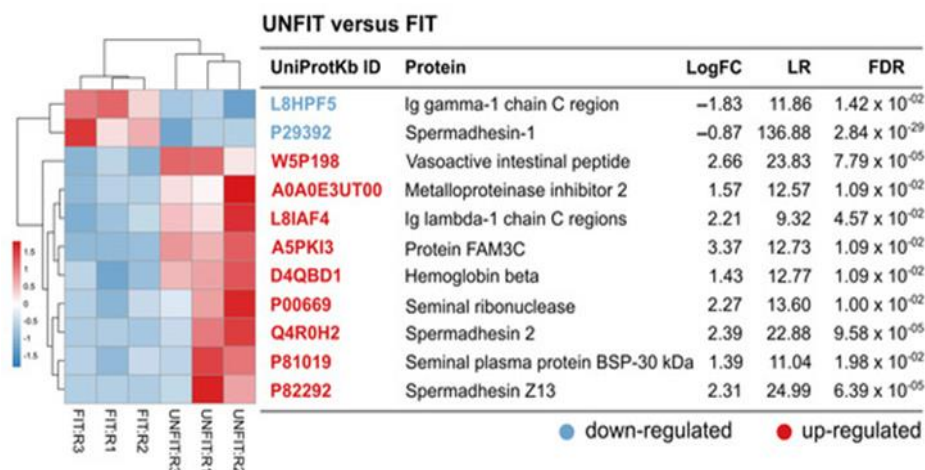 UNFIT versus FIT
UniProtKb ID Protein LogFC LR FDR
L8HPF5 Ig gamma-1 chain C region −1.83 11.86 1.42 x 10⁻⁰²
P29392 Spermadhesin-1 −0.87 136.88 2.84 x 10⁻²⁹
W5P198 Vasoactive intestinal peptide 2.66 23.83 7.79 x 10⁻⁰⁵
A0A0E3UT00 Metalloproteinase inhibitor 2 1.57 12.57 1.09 x 10⁻⁰²
L8IAF4 Ig lambda-1 chain C regions 2.21 9.32 4.57 x 10⁻⁰²
A5PKI3 Protein FAM3C 3.37 12.73 1.09 x 10⁻⁰²
D4QBD1 Hemoglobin beta 1.43 12.77 1.09 x 10⁻⁰²
P00669 Seminal ribonuclease 2.27 13.60 1.00 x 10⁻⁰²
Q4R0H2 Spermadhesin 2 2.39 22.88 9.58 x 10⁻⁰⁵
P81019 Seminal plasma protein BSP-30 kDa 1.39 11.04 1.98 x 10⁻⁰²
P82292 Spermadhesin Z13 2.31 24.99 6.39 x 10⁻⁰⁵
1.5
1
0.5
0
-0.5
-1
-1.5
FIT:R3
FIT:R1
FIT:R2
UNFIT:R3
UNFIT:R1
UNFIT:R2
down-regulated up-regulated